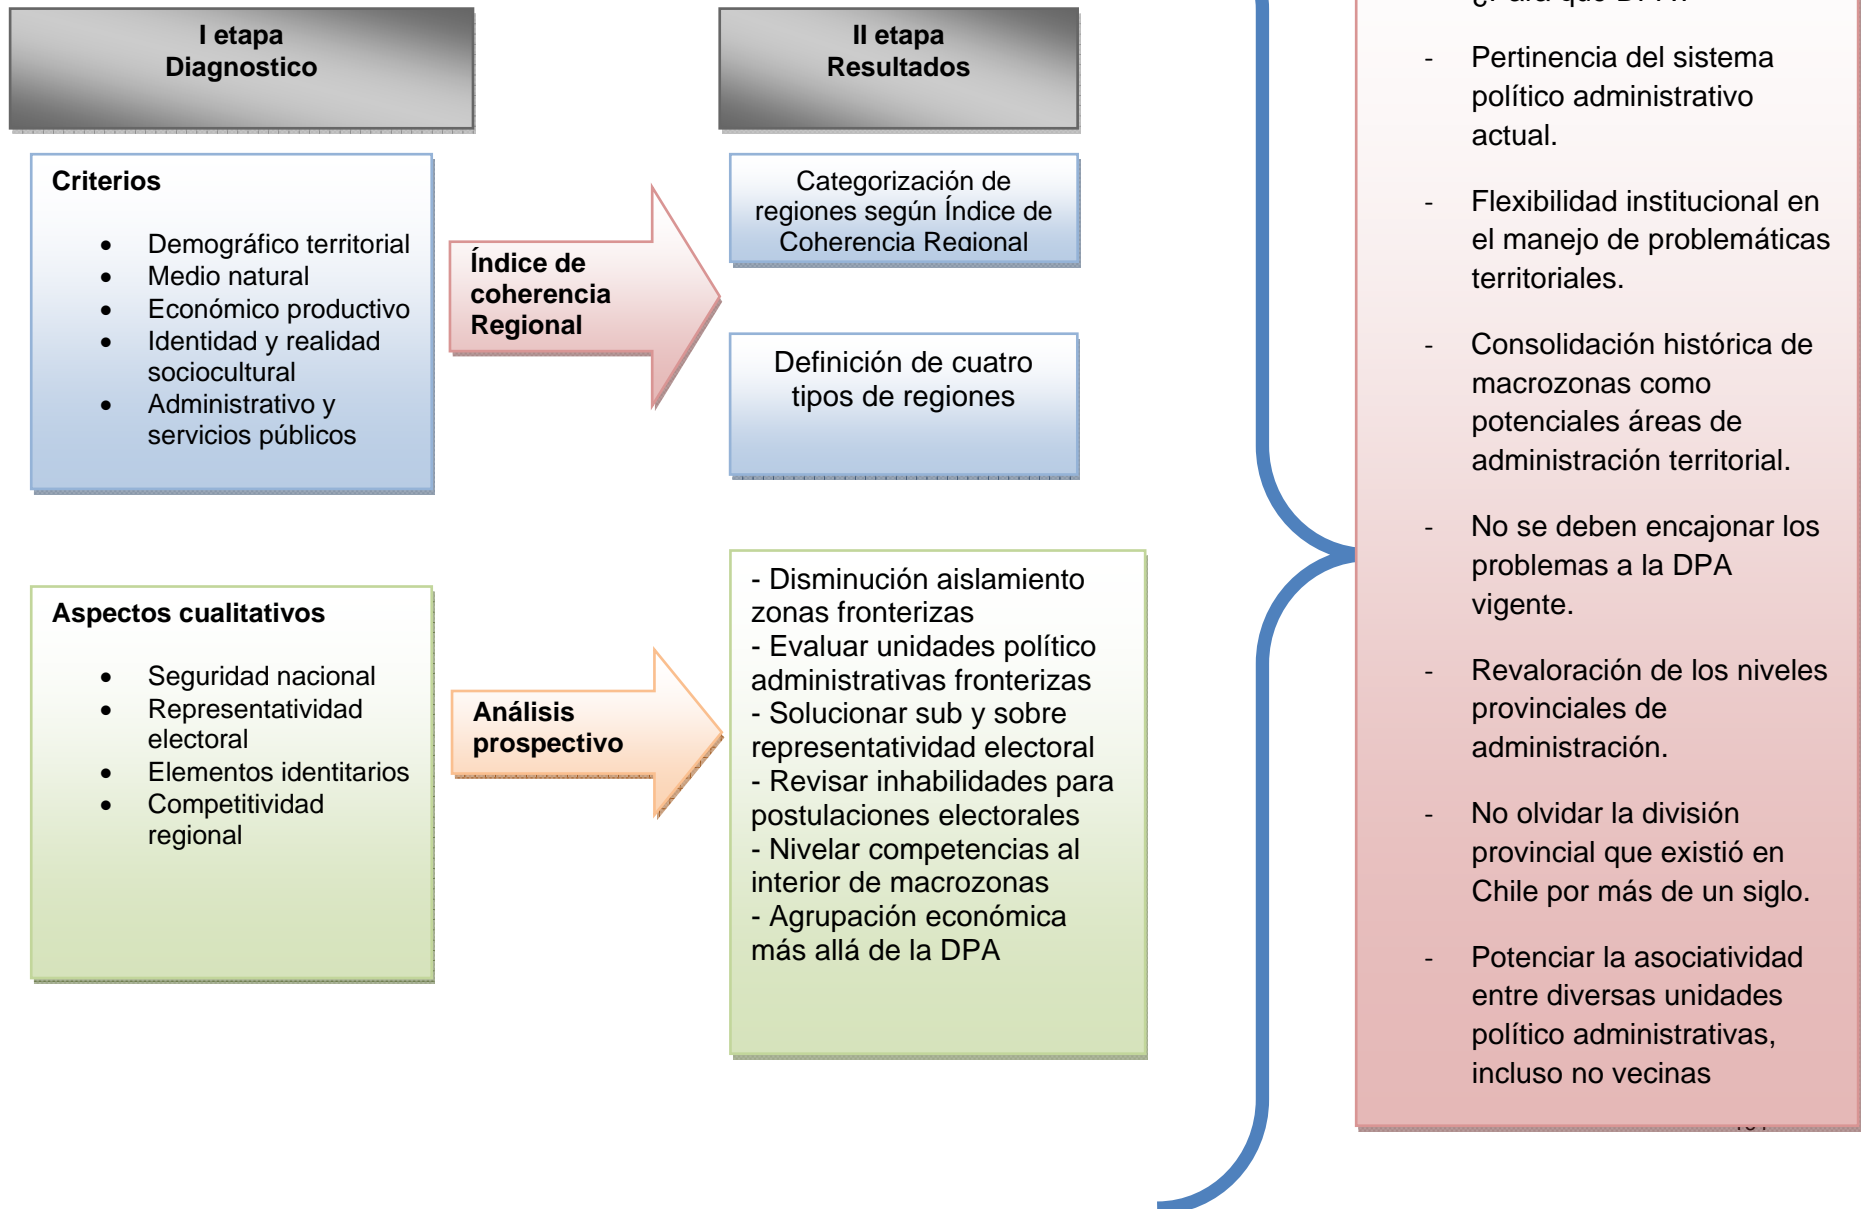 I etapa
Diagnostico
II etapa
Resultados
Criterios
• Demográfico territorial
• Medio natural
• Económico productivo
• Identidad y realidad
sociocultural
• Administrativo y
servicios públicos
Índice de
coherencia
Regional
Categorización de
regiones según Índice de
Coherencia Regional
Definición de cuatro
tipos de regiones
Aspectos cualitativos
• Seguridad nacional
• Representatividad
electoral
• Elementos identitarios
• Competitividad
regional
Análisis
prospectivo
- Disminución aislamiento
zonas fronterizas
- Evaluar unidades político
administrativas fronterizas
- Solucionar sub y sobre
representatividad electoral
- Revisar inhabilidades para
postulaciones electorales
- Nivelar competencias al
interior de macrozonas
- Agrupación económica
más allá de la DPA
¿Para que
- Pertinencia del sistema
político administrativo
actual.
- Flexibilidad institucional en
el manejo de problemáticas
territoriales.
- Consolidación histórica de
macrozonas como
potenciales áreas de
administración territorial.
- No se deben encajonar los
problemas a la DPA
vigente.
- Revaloración de los niveles
provinciales de
administración.
- No olvidar la división
provincial que existió en
Chile por más de un siglo.
- Potenciar la asociatividad
entre diversas unidades
político administrativas,
incluso no vecinas